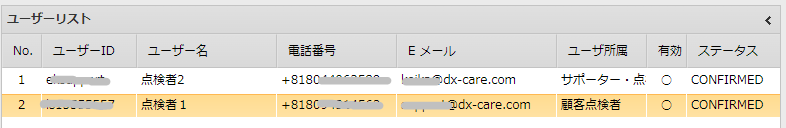 ユーザーリスト
No. ユーザーID ユーザー名 電話番号 E メール ユーザ所属 有効 ステータス
1 点検者2 @dx-care.com サポーター・点 ○ CONFIRMED
2 点検者1 @dx-care.com 顧客点検者 ○ CONFIRMED